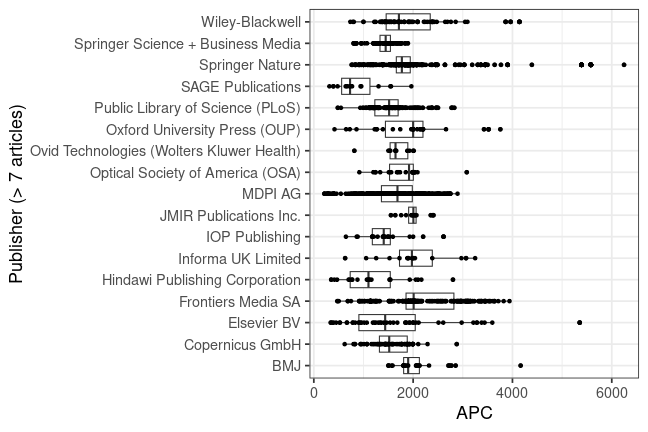 Publisher (> 7 articles)
Wiley-Blackwell
Springer Science + Business Media
Springer Nature
SAGE Publications
Public Library of Science (PLoS)
Oxford University Press (OUP)
Ovid Technologies (Wolters Kluwer Health)
Optical Society of America (OSA)
MDPI AG
JMIR Publications Inc.
IOP Publishing
Informa UK Limited
Hindawi Publishing Corporation
Frontiers Media SA
Elsevier BV
Copernicus GmbH
BMJ
0 2000 4000 6000
APC